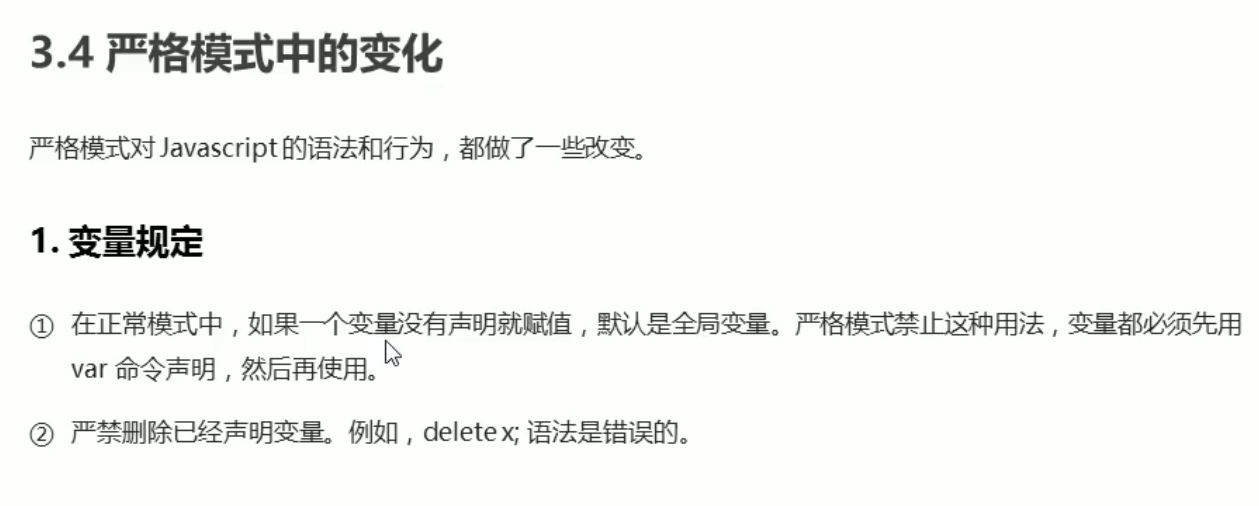 3.4 严格模式中的变化
严格模式对 Javascript 的语法和行为，都做了一些改变。
1. 变量规定
① 在正常模式中，如果一个变量没有声明就赋值，默认是全局变量。严格模式禁止这种用法，变量都必须先用
var 命令声明，然后再使用。
② 严禁删除已经声明变量。例如，delete x; 语法是错误的。